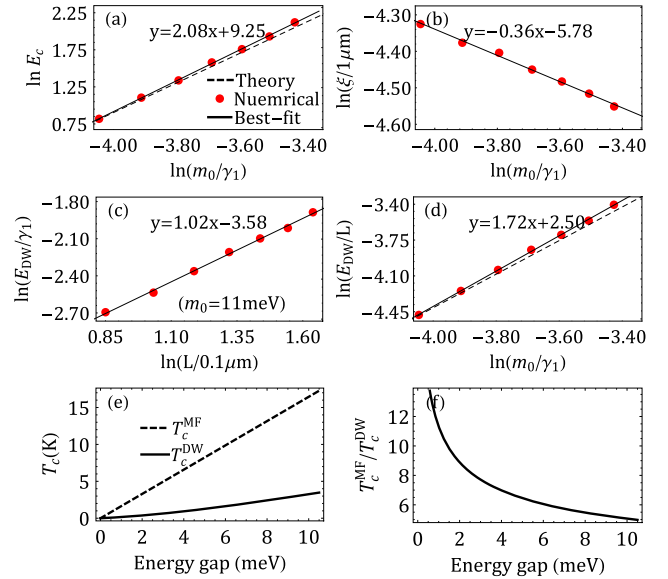 (a)
y=2.08x+9.25
2.25
1.75
1.25
0.75
ln E_c
Theory
Nuemrical
Best−fit
−4.00 −3.80 −3.60 −3.40
ln(m_0/γ_1)
(b)
y=−0.36x−5.78
−4.30
−4.40
−4.50
−4.60
ln(ξ/1μm)
−4.00 −3.80 −3.60 −3.40
ln(m_0/γ_1)
(c)
y=1.02x−3.58
−1.80
−2.10
−2.40
−2.70
ln(E_DW/γ_1)
(m_0=11meV)
0.85 1.10 1.35 1.60
ln(L/0.1μm)
(d)
y=1.72x+2.50
−3.40
−3.75
−4.10
−4.45
ln(E_DW/L)
−4.00 −3.80 −3.60 −3.40
ln(m_0/γ_1)
(e)
T_c^MF
T_c^DW
15
10
5
0
T_c(K)
0 2 4 6 8 10
Energy gap (meV)
(f)
12
10
8
6
T_c^MF/T_c^DW
0 2 4 6 8 10
Energy gap (meV)